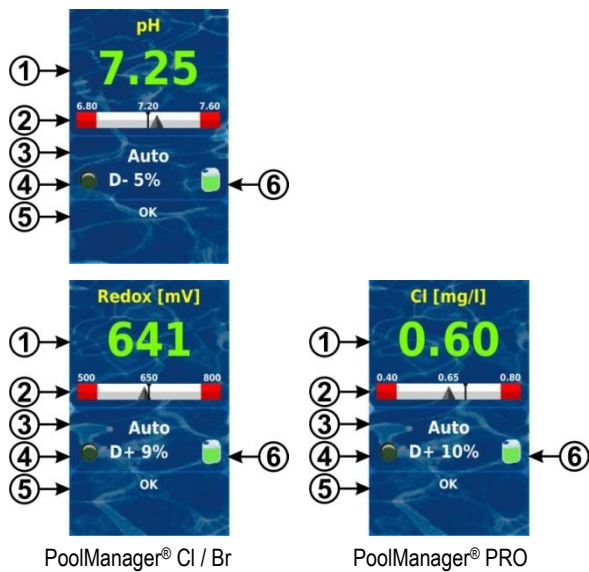 pH
① 7.25
6.80 7.20 7.60
②
③ Auto
④ D- 5% ⑥
⑤ OK
Redox [mV]
① 641
500 650 800
②
③ Auto
④ D+ 9% ⑥
⑤ OK
PoolManager® Cl / Br
Cl [mg/l]
① 0.60
0.40 0.65 0.80
②
③ Auto
④ D+ 10% ⑥
⑤ OK
PoolManager® PRO